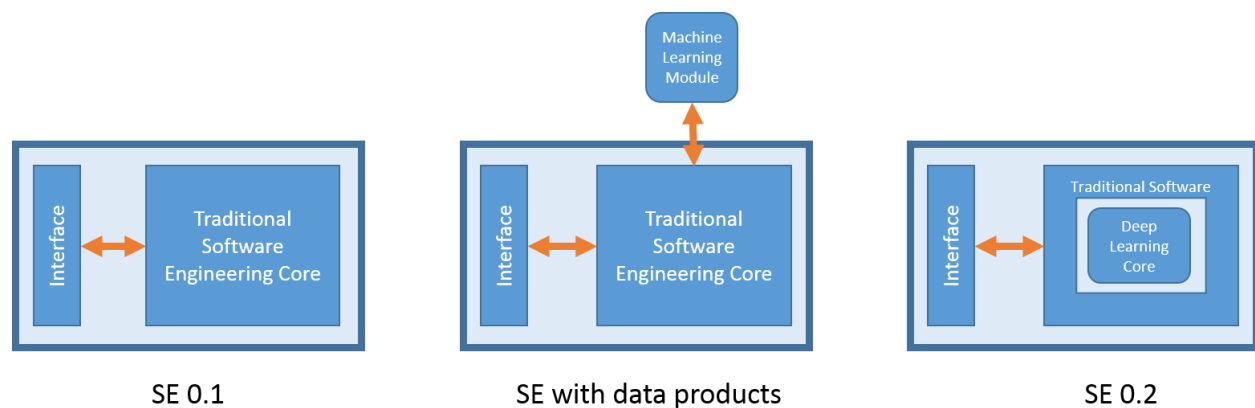 Machine
Learning
Module
Interface
Traditional
Software
Engineering Core
Interface
Traditional
Software
Engineering Core
Interface
Traditional Software
Deep
Learning
Core
SE 0.1
SE with data products
SE 0.2